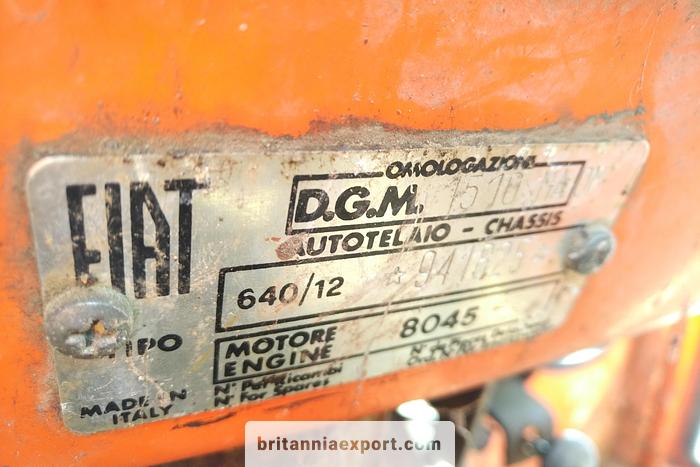 FIAT
OMOLOGAZIONE
D.G.M.
AUTOTELAIO - CHASSIS
640/12
TIPO
MOTORE 8045
ENGINE
N° Per Ricambi
N° For Spares
MADE IN
ITALY
britanniaexport.com